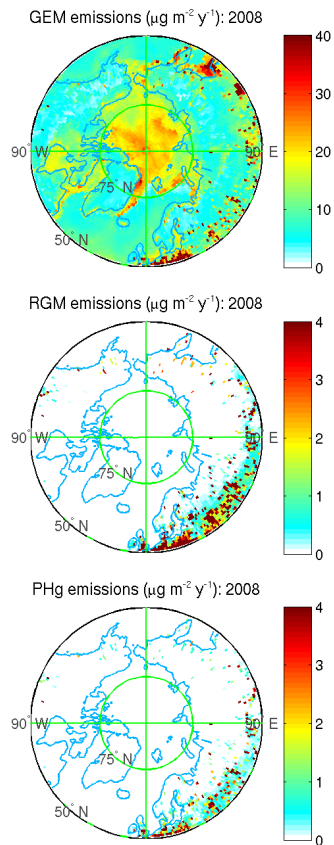 GEM emissions (μg m⁻² y⁻¹): 2008
40
30
90° W 90° E
20
75° N
10
50° N
0
RGM emissions (μg m⁻² y⁻¹): 2008
4
3
90° W 90° E
2
75° N
1
50° N
0
PHg emissions (μg m⁻² y⁻¹): 2008
4
3
90° W 90° E
2
75° N
1
50° N
0